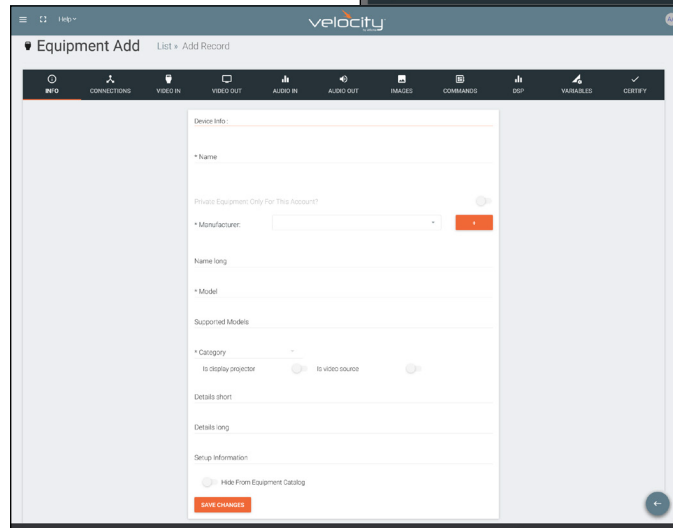 Help
velocity
Equipment Add List » Add Record
INFO CONNECTIONS VIDEO IN VIDEO OUT AUDIO IN AUDIO OUT IMAGES COMMANDS DSP VARIABLES CERTIFY
Device Info :
* Name
Private Equipment Only For This Account?
* Manufacturer: +
Name long
* Model
Supported Models
* Category
Is display projector Is video source
Details short
Details long
Setup Information
Hide From Equipment Catalog
SAVE CHANGES